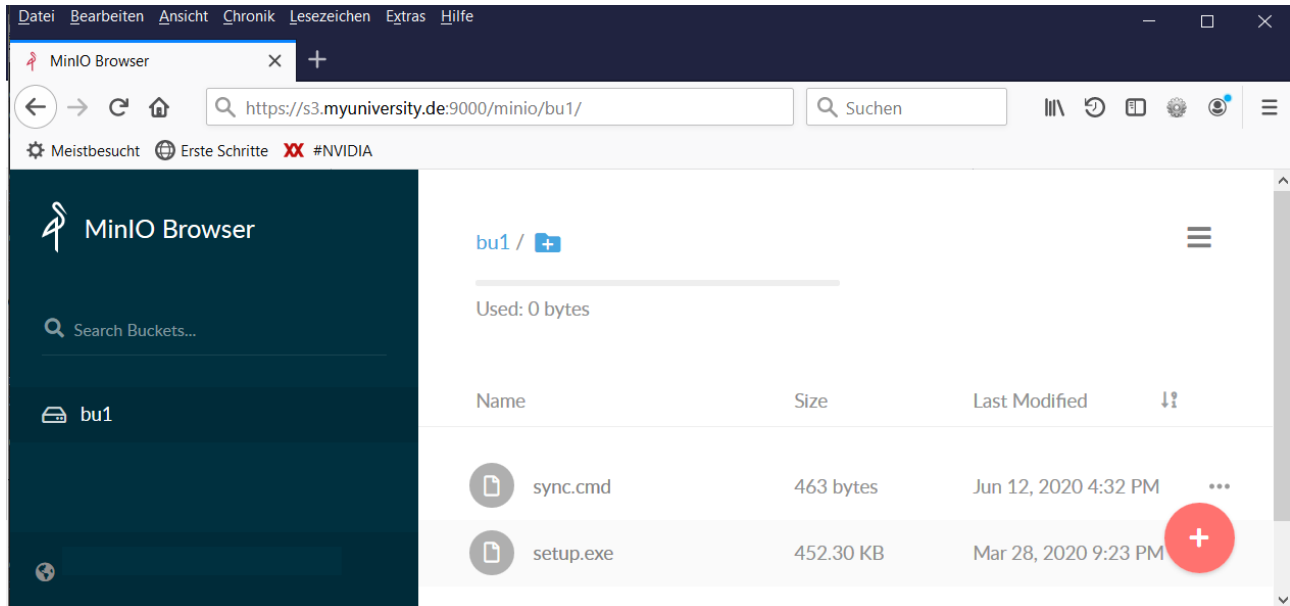 Datei Bearbeiten Ansicht Chronik Lesezeichen Extras Hilfe
MinIO Browser
https://s3.myuniversity.de:9000/minio/bu1/ Suchen
Meistbesucht Erste Schritte #NVIDIA
MinIO Browser
Search Buckets...
bu1
bu1 /
Used: 0 bytes
Name Size Last Modified
sync.cmd 463 bytes Jun 12, 2020 4:32 PM
setup.exe 452.30 KB Mar 28, 2020 9:23 PM